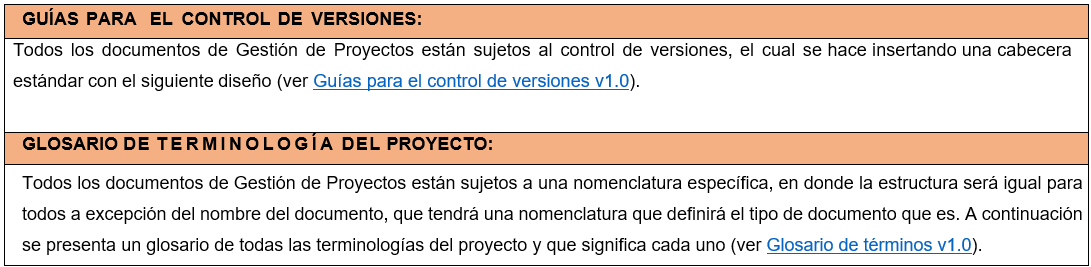 GUÍAS PARA EL CONTROL DE VERSIONES:
Todos los documentos de Gestión de Proyectos están sujetos al control de versiones, el cual se hace insertando una cabecera
estándar con el siguiente diseño (ver Guías para el control de versiones v1.0).
GLOSARIO DE TERMINOLOGÍA DEL PROYECTO:
Todos los documentos de Gestión de Proyectos están sujetos a una nomenclatura específica, en donde la estructura será igual para
todos a excepción del nombre del documento, que tendrá una nomenclatura que definirá el tipo de documento que es. A continuación
se presenta un glosario de todas las terminologías del proyecto y que significa cada uno (ver Glosario de términos v1.0).